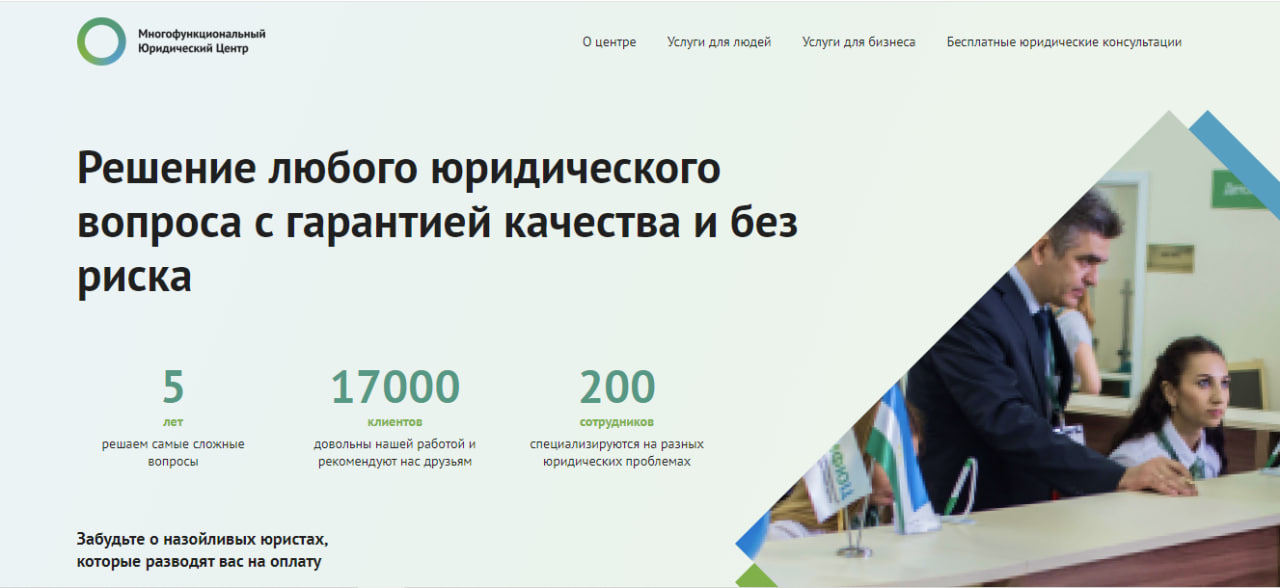 Многофункциональный
Юридический Центр
О центре
Услуги для людей
Услуги для бизнеса
Бесплатные юридические консультации
Решение любого юридического
вопроса с гарантией качества и без
риска
5
лет
решаем самые сложные
вопросы
17000
клиентов
довольны нашей работой и
рекомендуют нас друзьям
200
сотрудников
специализируются на разных
юридических проблемах
Забудьте о назойливых юристах,
которые разводят вас на оплату